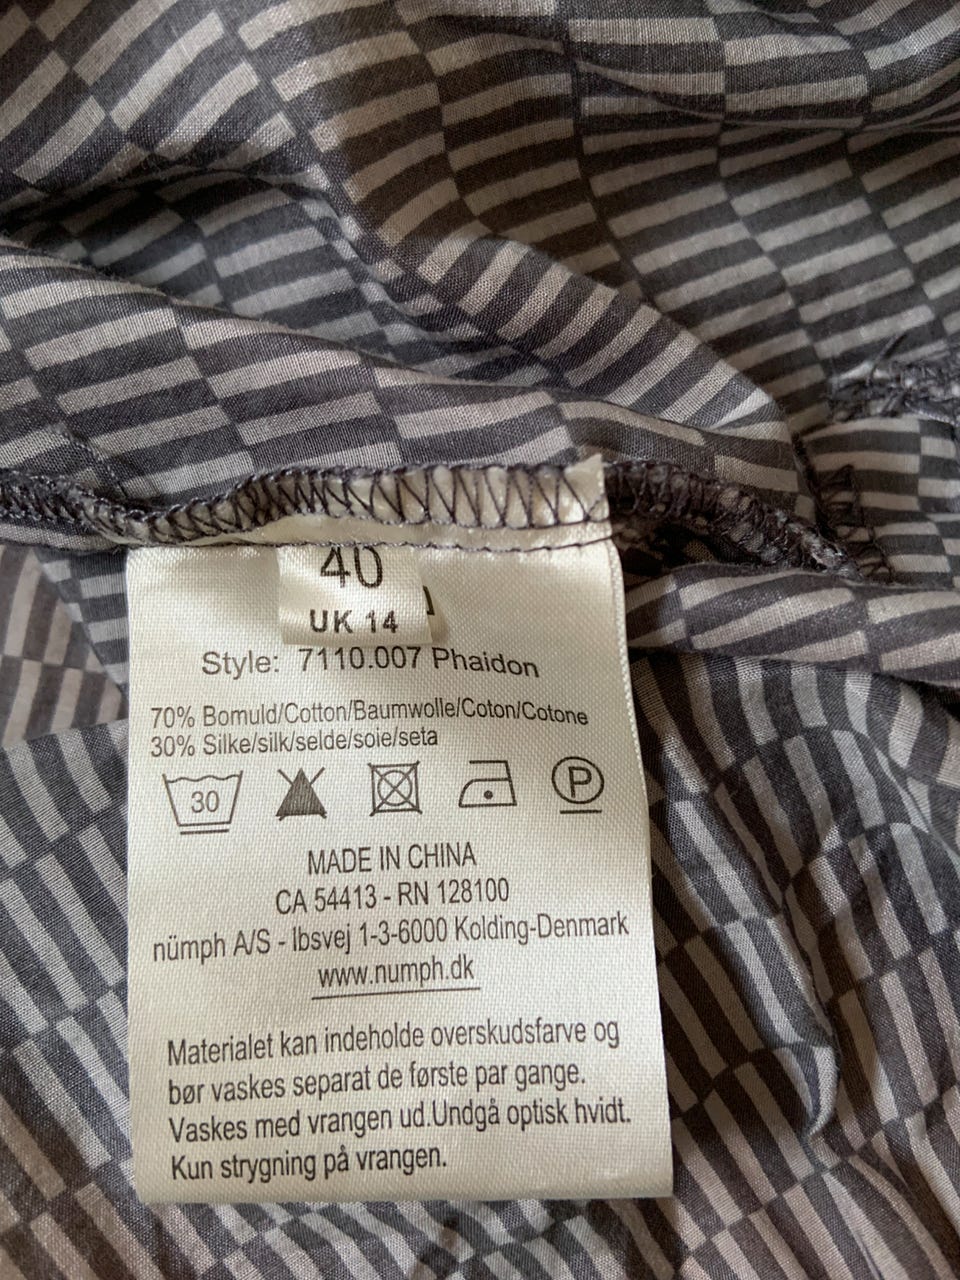 40
UK 14
Style: 7110.007 Phaidon
70% Bomuld/Cotton/Baumwolle/Coton/Cotone
30% Silke/silk/selde/soie/seta
30
P
MADE IN CHINA
CA 54413 - RN 128100
nümph A/S - Ibsvej 1-3-6000 Kolding-Denmark
www.numph.dk
Materialet kan indeholde overskudsfarve og
bør vaskes separat de første par gange.
Vaskes med vrangen ud.Undgå optisk hvidt.
Kun strygning på vrangen.